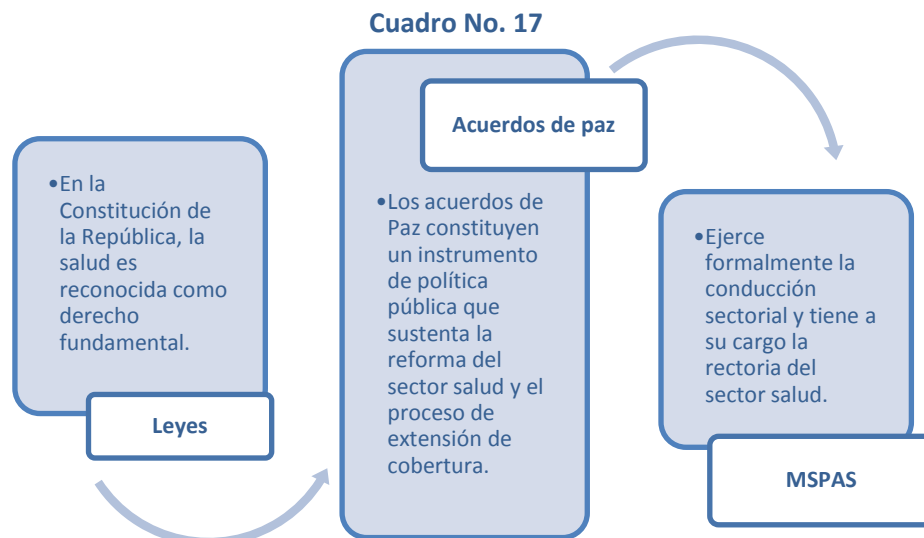 Cuadro No. 17
•En la
Constitución de
la República, la
salud es
reconocida como
derecho
fundamental.
Leyes
Acuerdos de paz
•Los acuerdos de
Paz constituyen
un instrumento
de política
pública que
sustenta la
reforma del
sector salud y el
proceso de
extensión de
cobertura.
•Ejerce
formalmente la
conducción
sectorial y tiene a
su cargo la
rectoria del
sector salud.
MSPAS